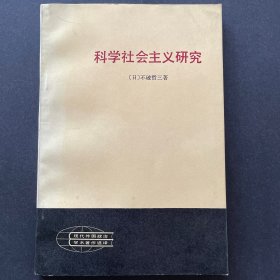 科学社会主义研究
〔日〕不破哲三著
现代外国政治
学术著作选译